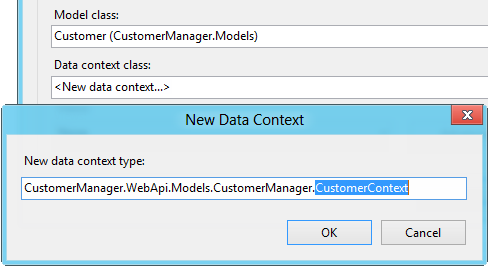 Model class:
Customer (CustomerManager.Models)
Data context class:
<New data context...>
New Data Context
New data context type:
CustomerManager.WebApi.Models.CustomerManager.CustomerContext
OK
Cancel